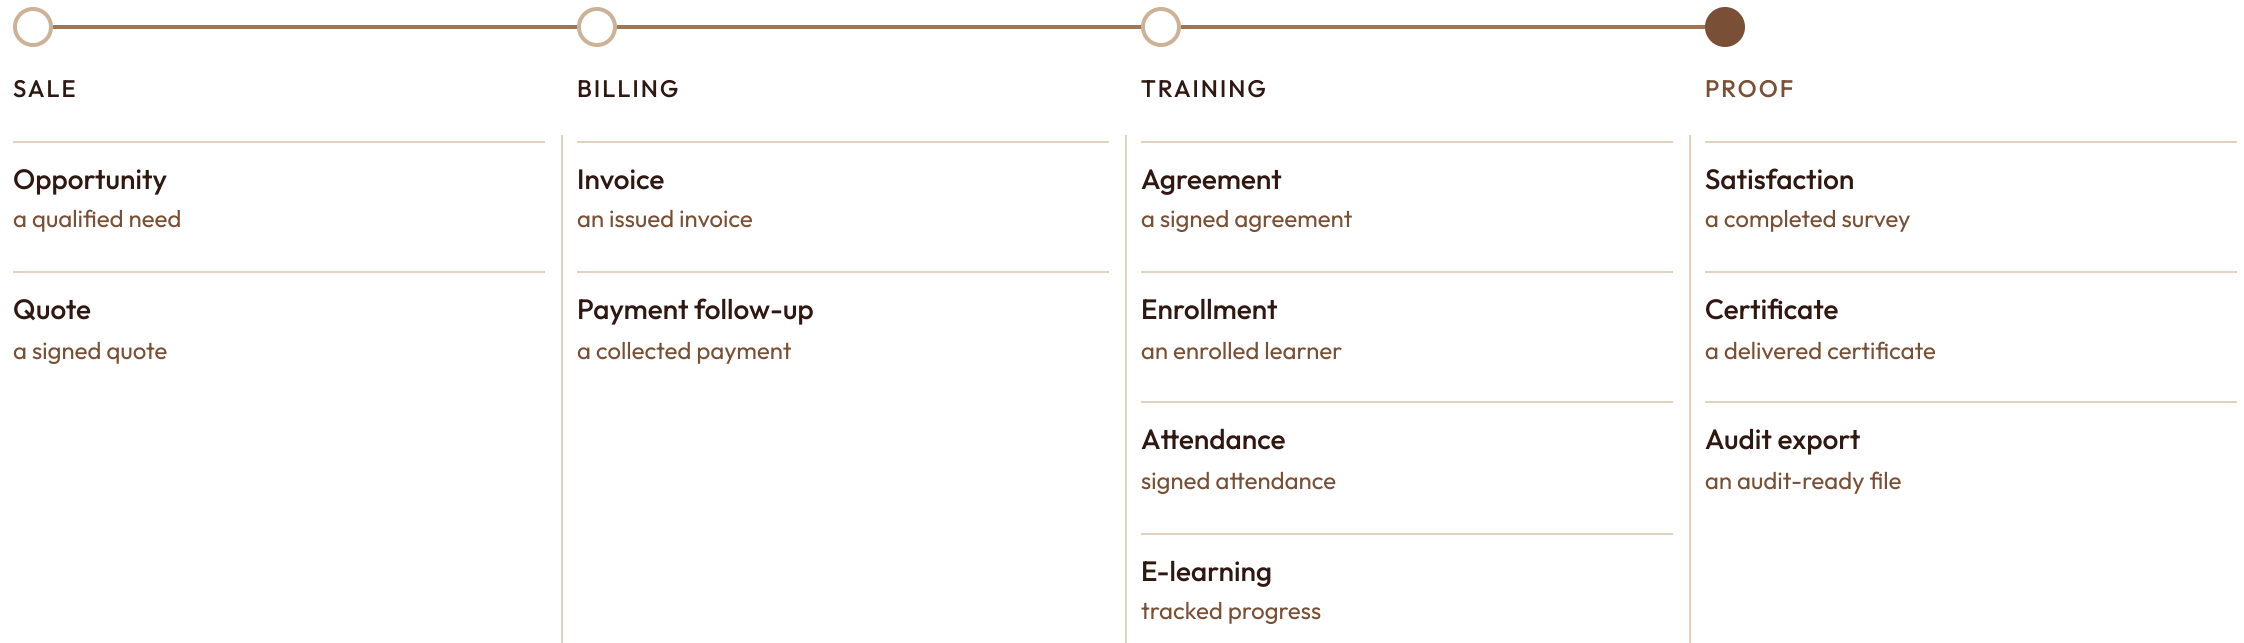 SALE
BILLING
TRAINING
PROOF
Opportunity
a qualified need
Quote
a signed quote
Invoice
an issued invoice
Payment follow-up
a collected payment
Agreement
a signed agreement
Enrollment
an enrolled learner
Attendance
signed attendance
E-learning
tracked progress
Satisfaction
a completed survey
Certificate
a delivered certificate
Audit export
an audit-ready file